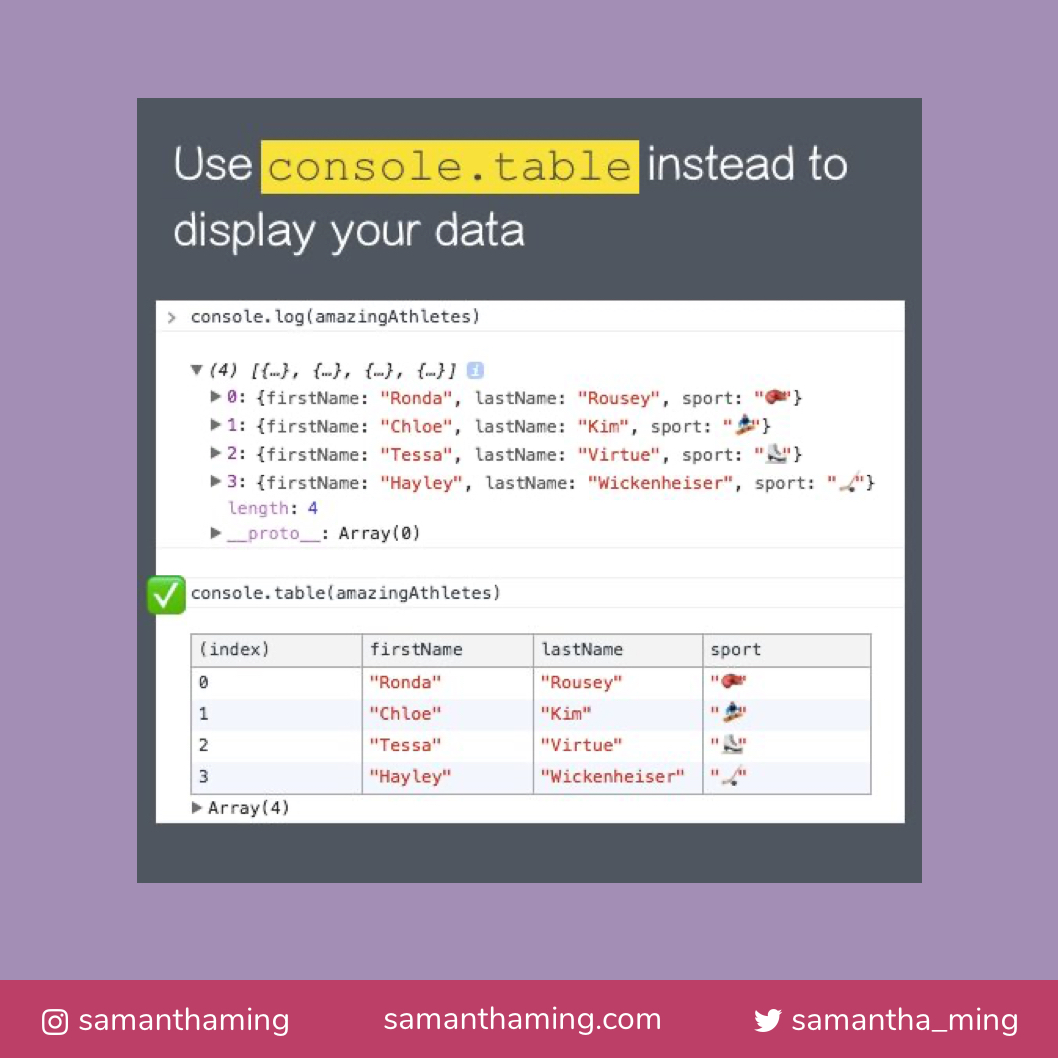 Use console.table instead to
display your data
> console.log(amazingAthletes)
▼ (4) [{…}, {…}, {…}, {…}] i
▶ 0: {firstName: "Ronda", lastName: "Rousey", sport: "🥊"}
▶ 1: {firstName: "Chloe", lastName: "Kim", sport: "🏂"}
▶ 2: {firstName: "Tessa", lastName: "Virtue", sport: "⛸"}
▶ 3: {firstName: "Hayley", lastName: "Wickenheiser", sport: "🏒"}
length: 4
▶ __proto__: Array(0)
✅ console.table(amazingAthletes)
(index) firstName lastName sport
0 "Ronda" "Rousey" "🥊"
1 "Chloe" "Kim" "🏂"
2 "Tessa" "Virtue" "⛸"
3 "Hayley" "Wickenheiser" "🏒"
▶ Array(4)
samanthaming samanthaming.com samantha_ming